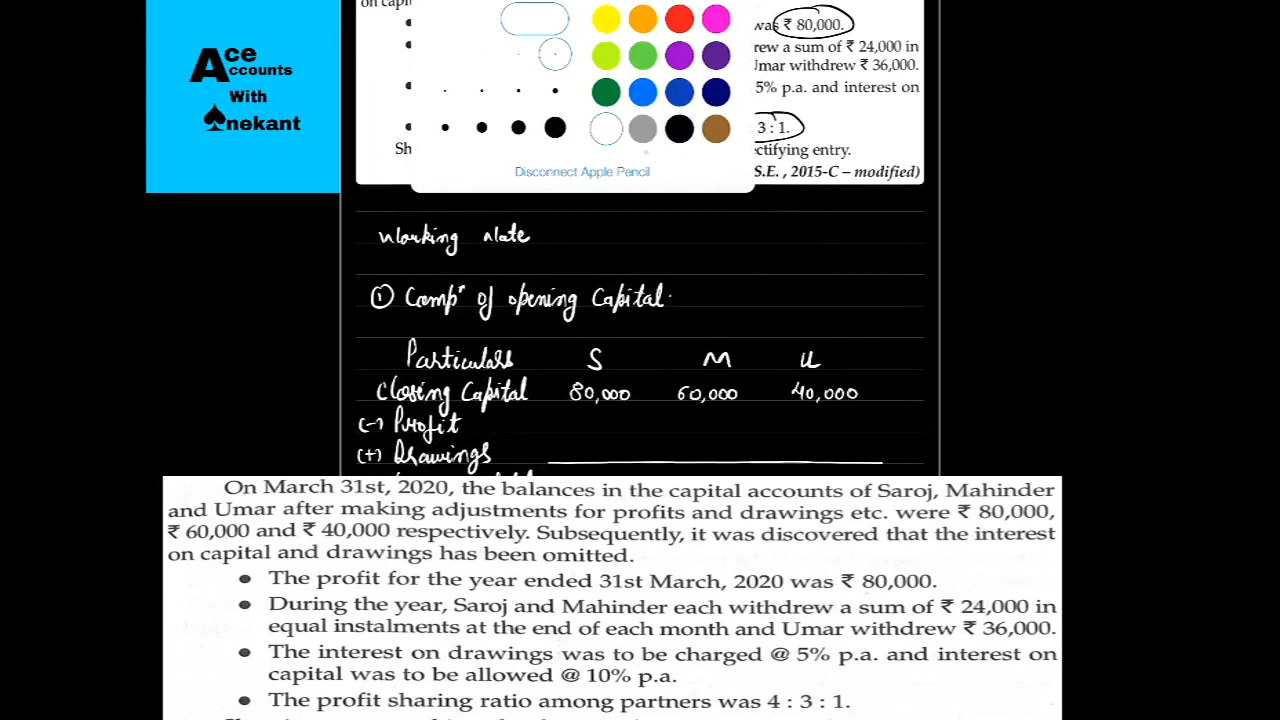 Ace
Accounts
With
Anekant
on capit
was ₹ 80,000.
rew a sum of ₹ 24,000 in
Umar withdrew ₹ 36,000.
5% p.a. and interest on
3 : 1.
Sh
ectifying entry.
S.E., 2015-C – modified)
Disconnect Apple Pencil
Working Note
① Compⁿ of opening Capital
Particulars S M U
Closing Capital 80,000 60,000 40,000
(-) Profit
(+) Drawings
On March 31st, 2020, the balances in the capital accounts of Saroj, Mahinder
and Umar after making adjustments for profits and drawings etc. were ₹ 80,000,
₹ 60,000 and ₹ 40,000 respectively. Subsequently, it was discovered that the interest
on capital and drawings has been omitted.
• The profit for the year ended 31st March, 2020 was ₹ 80,000.
• During the year, Saroj and Mahinder each withdrew a sum of ₹ 24,000 in
equal instalments at the end of each month and Umar withdrew ₹ 36,000.
• The interest on drawings was to be charged @ 5% p.a. and interest on
capital was to be allowed @ 10% p.a.
• The profit sharing ratio among partners was 4 : 3 : 1.